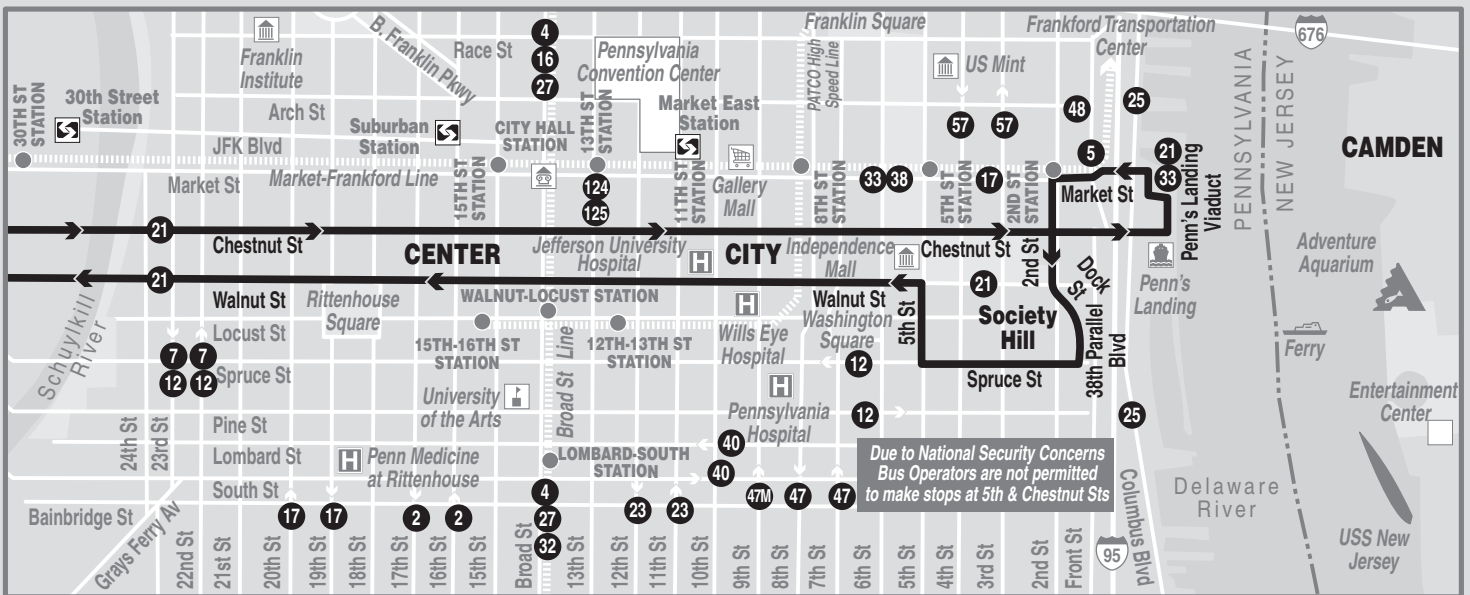 Franklin
Institute
B. Franklin Pkwy
Race St
4
16
27
Pennsylvania
Convention Center
Franklin Square
PATCO High
Speed Line
US Mint
Frankford Transportation
Center
676
PENNSYLVANIA
NEW JERSEY
CAMDEN
30TH ST
STATION
30th Street
Station
Arch St
Suburban
Station
CITY HALL
STATION
13TH ST
STATION
Market East
Station
57
57
48
25
JFK Blvd
Market St
Market-Frankford Line
15TH ST
STATION
124
125
11TH ST
STATION
Gallery
Mall
8TH ST
STATION
33
38
5TH ST
STATION
17
2ND ST
STATION
5
Market St
21
33
Penn's Landing
Viaduct
21
Chestnut St
CENTER
Jefferson University
Hospital
CITY
Independence
Mall
Chestnut St
2nd St
Dock
St
Penn's
Landing
Adventure
Aquarium
21
Walnut St
Rittenhouse
Square
WALNUT-LOCUST STATION
Walnut St
Washington
Square
5th St
21
Society
Hill
38th Parallel
Blvd
Ferry
Schuylkill
River
Locust St
7
7
12
12
Spruce St
15TH-16TH ST
STATION
12TH-13TH ST
STATION
Wills Eye
Hospital
12
Spruce St
University
of the Arts
Broad St Line
Pennsylvania
Hospital
12
25
Entertainment
Center
24th St
23rd St
Pine St
Lombard St
Penn Medicine
at Rittenhouse
LOMBARD-SOUTH
STATION
40
40
Due to National Security Concerns
Bus Operators are not permitted
to make stops at 5th & Chestnut Sts
South St
Bainbridge St
Grays Ferry Av
17
17
2
2
4
27
32
23
23
47M
47
47
Columbus Blvd
Delaware
River
USS New
Jersey
22nd St
21st St
20th St
19th St
18th St
17th St
16th St
15th St
Broad St
13th St
12th St
11th St
10th St
9th St
8th St
7th St
6th St
5th St
4th St
3rd St
2nd St
Front St
95